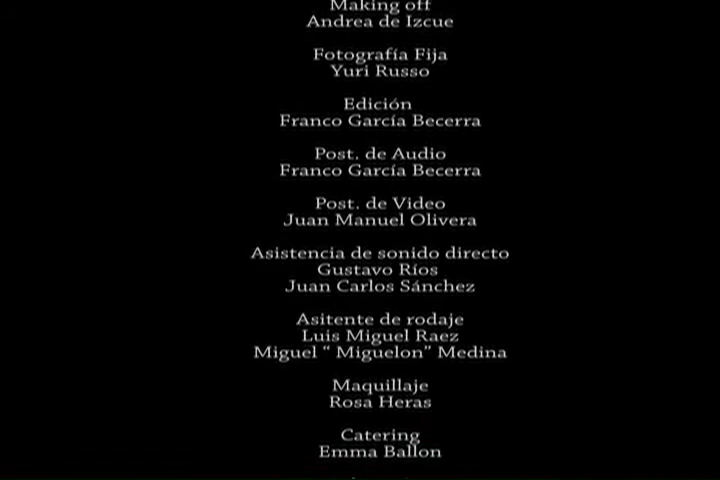 Making off
Andrea de Izcue
Fotografía Fija
Yuri Russo
Edición
Franco García Becerra
Post. de Audio
Franco García Becerra
Post. de Video
Juan Manuel Olivera
Asistencia de sonido directo
Gustavo Ríos
Juan Carlos Sánchez
Asitente de rodaje
Luis Miguel Raez
Miguel “ Miguelon” Medina
Maquillaje
Rosa Heras
Catering
Emma Ballon